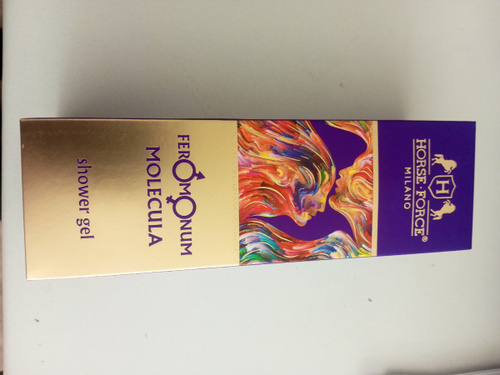 H
HORSE·FORCE®
MILANO
FEROMONUM
MOLECULA
shower gel